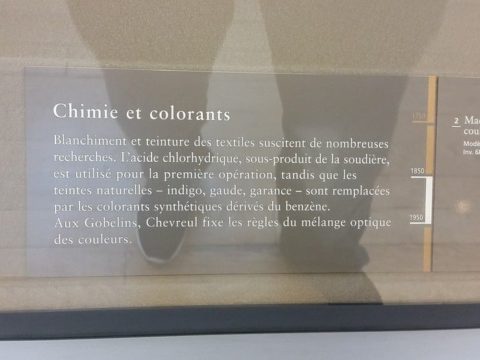 Chimie et colorants
Blanchiment et teinture des textiles suscitent de nombreuses
recherches. L'acide chlorhydrique, sous-produit de la soudière,
est utilisé pour la première opération, tandis que les
teintes naturelles – indigo, gaude, garance – sont remplacées
par les colorants synthétiques dérivés du benzène.
Aux Gobelins, Chevreul fixe les règles du mélange optique
des couleurs.
1750
1850
1950
2
Inv.